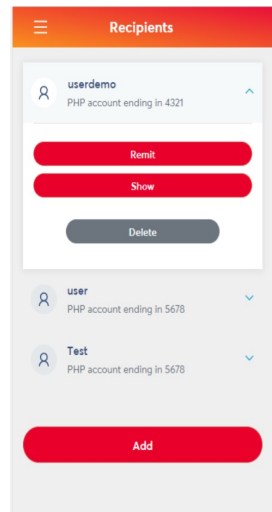 Recipients
userdemo
PHP account ending in 4321
Remit
Show
Delete
user
PHP account ending in 5678
Test
PHP account ending in 5678
Add